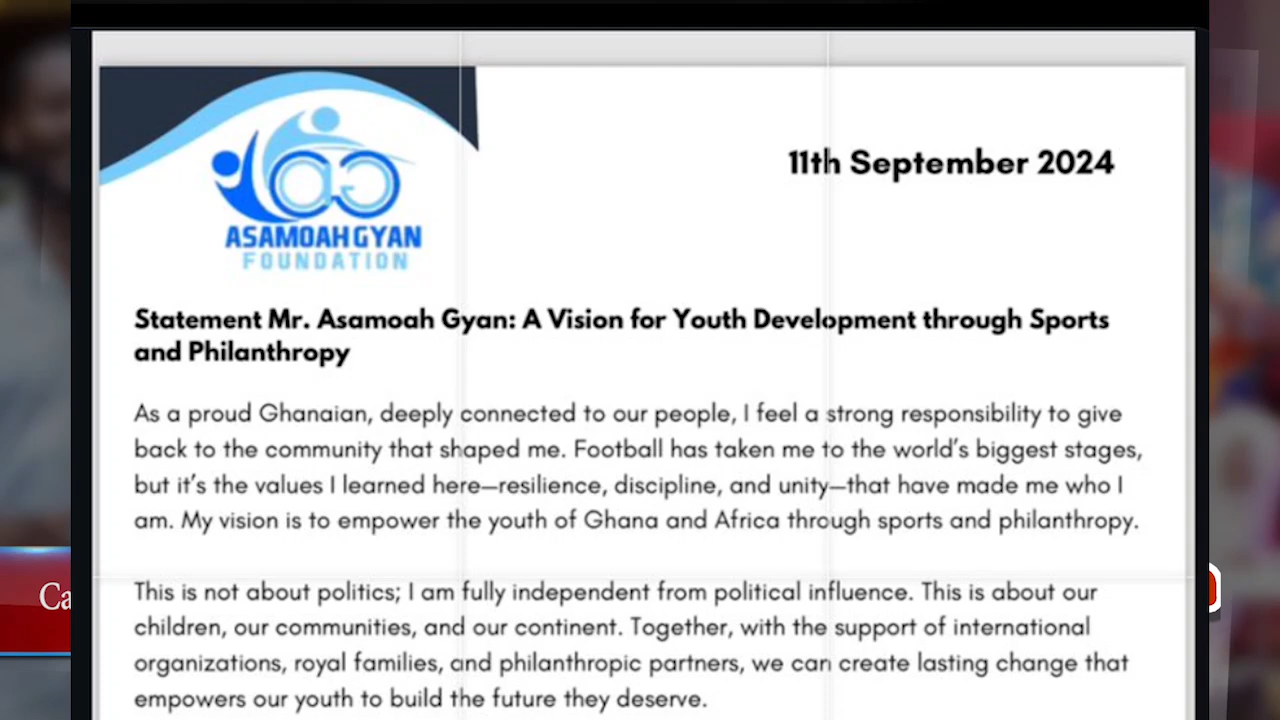 ASAMOAH GYAN
FOUNDATION
11th September 2024
Statement Mr. Asamoah Gyan: A Vision for Youth Development through Sports
and Philanthropy
As a proud Ghanaian, deeply connected to our people, I feel a strong responsibility to give
back to the community that shaped me. Football has taken me to the world's biggest stages,
but it's the values I learned here—resilience, discipline, and unity—that have made me who I
am. My vision is to empower the youth of Ghana and Africa through sports and philanthropy.
This is not about politics; I am fully independent from political influence. This is about our
children, our communities, and our continent. Together, with the support of international
organizations, royal families, and philanthropic partners, we can create lasting change that
empowers our youth to build the future they deserve.
Ca